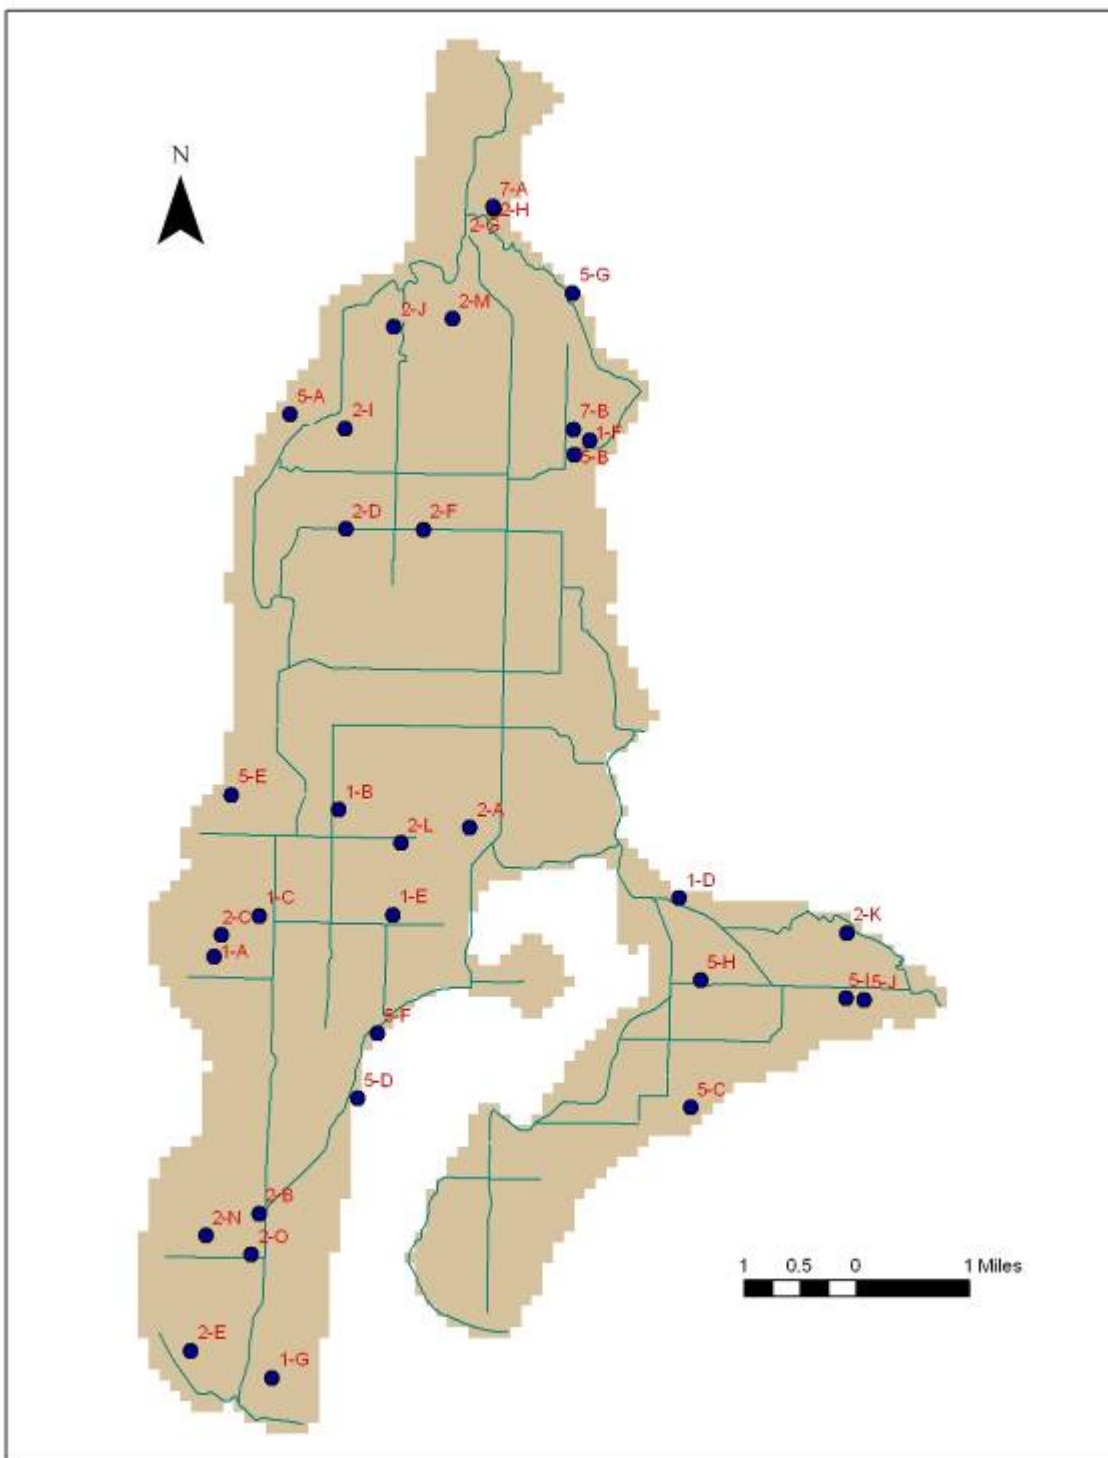 N
7-A
2-H
2-G
5-G
2-M
2-J
5-A
2-I
7-B
1-F
5-B
2-D
2-F
5-E
1-B
2-A
2-L
1-D
1-C
1-E
2-K
2-C
1-A
5-H
5-I
5-J
5-F
5-D
5-C
2-B
2-N
2-O
1 0.5 0 1 Miles
2-E
1-G